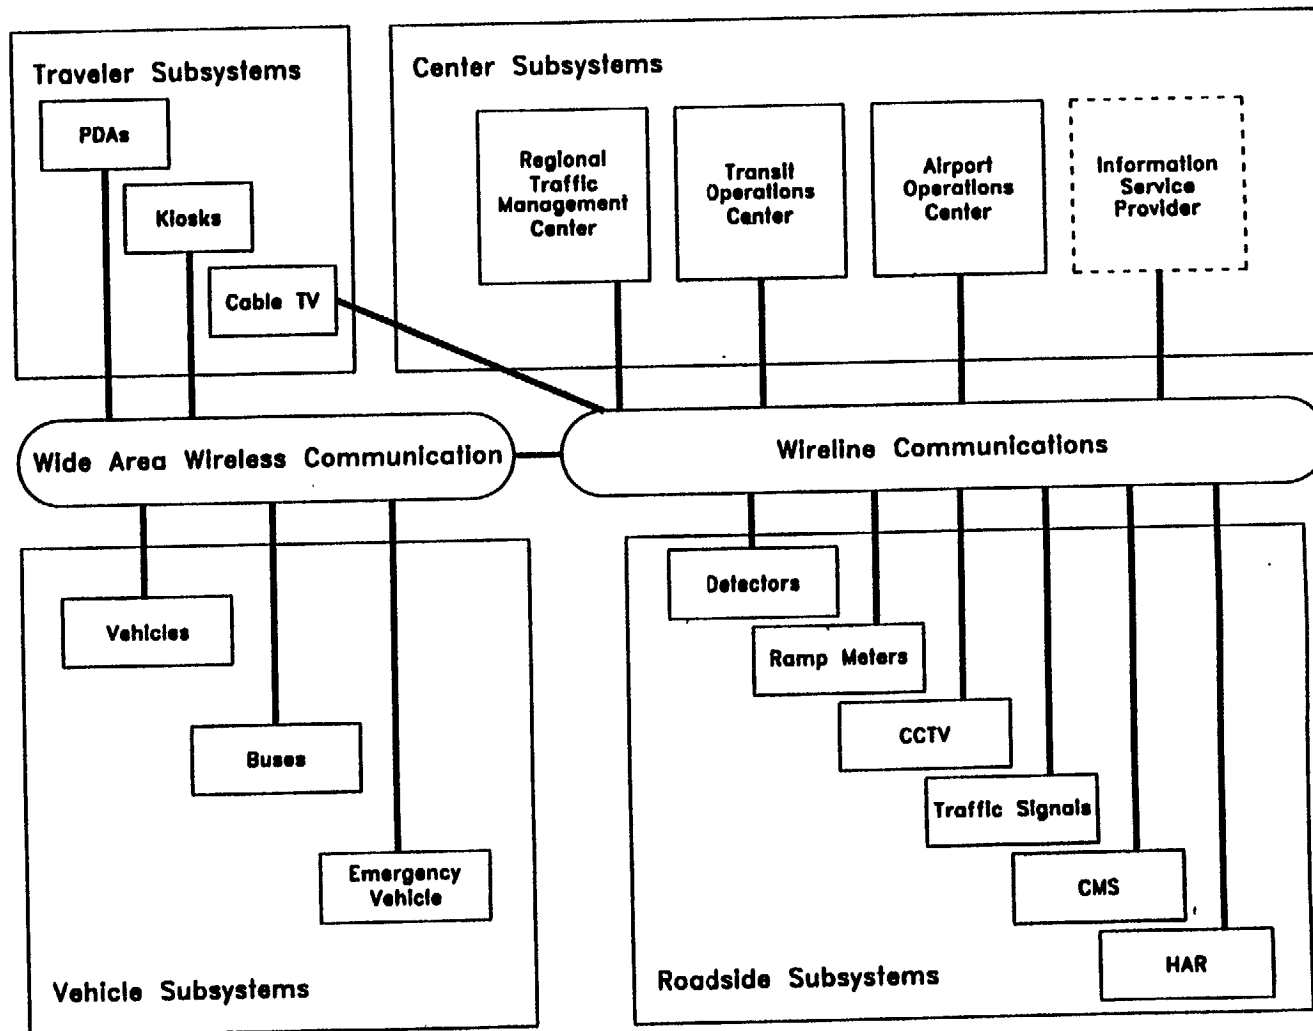 Traveler Subsystems
PDAs
Kiosks
Cable TV
Center Subsystems
Regional
Traffic
Management
Center
Transit
Operations
Center
Airport
Operations
Center
Information
Service
Provider
Wide Area Wireless Communication
Wireline Communications
Vehicles
Buses
Emergency
Vehicle
Vehicle Subsystems
Detectors
Ramp Meters
CCTV
Traffic Signals
CMS
HAR
Roadside Subsystems